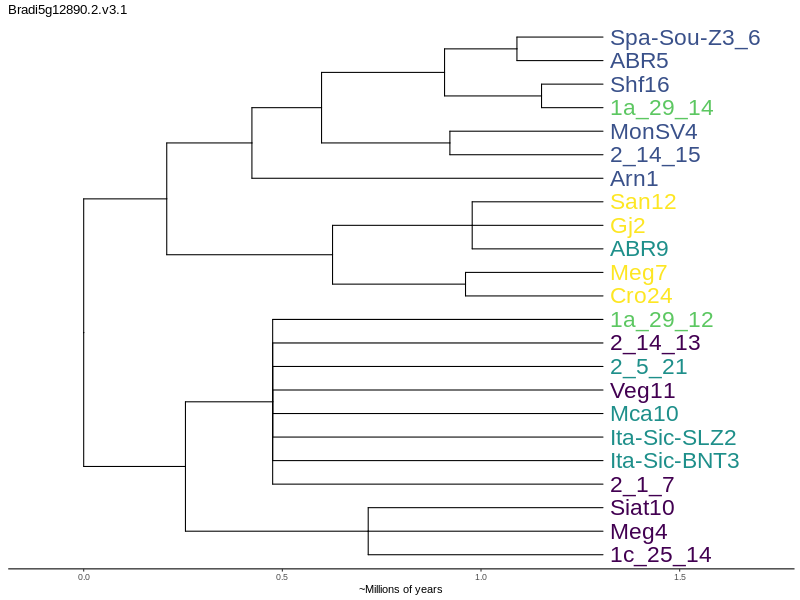 Bradi5g12890.2.v3.1
Spa-Sou-Z3_6
ABR5
Shf16
1a_29_14
MonSV4
2_14_15
Arn1
San12
Gj2
ABR9
Meg7
Cro24
1a_29_12
2_14_13
2_5_21
Veg11
Mca10
Ita-Sic-SLZ2
Ita-Sic-BNT3
2_1_7
Siat10
Meg4
1c_25_14
0.0 0.5 1.0 1.5
~Millions of years